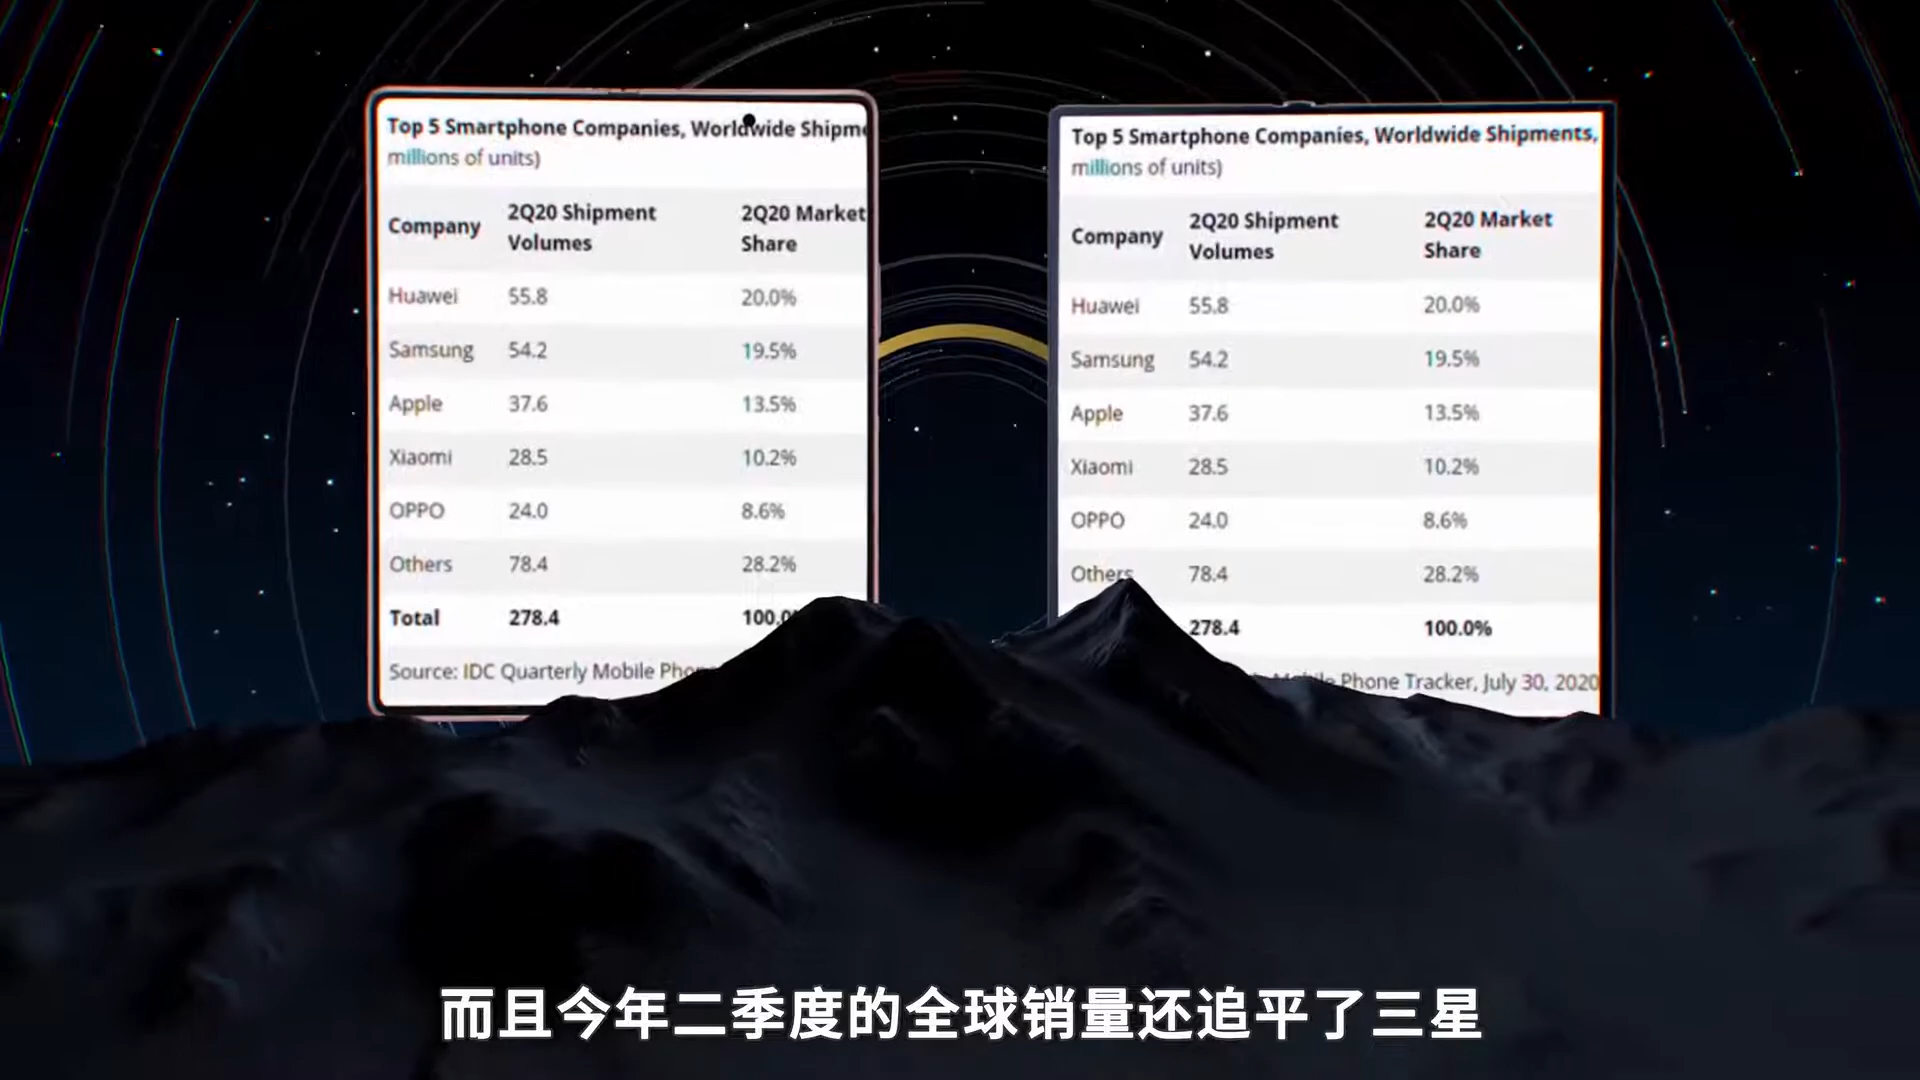 Top 5 Smartphone Companies, Worldwide Shipme
millions of units)
Company 2Q20 Shipment Volumes 2Q20 Market Share
Huawei 55.8 20.0%
Samsung 54.2 19.5%
Apple 37.6 13.5%
Xiaomi 28.5 10.2%
OPPO 24.0 8.6%
Others 78.4 28.2%
Total 278.4 100.0
Source: IDC Quarterly Mobile Pho
Top 5 Smartphone Companies, Worldwide Shipments,
millions of units)
Company 2Q20 Shipment Volumes 2Q20 Market Share
Huawei 55.8 20.0%
Samsung 54.2 19.5%
Apple 37.6 13.5%
Xiaomi 28.5 10.2%
OPPO 24.0 8.6%
Others 78.4 28.2%
278.4 100.0%
Phone Tracker, July 30, 2020
而且今年二季度的全球销量还追平了三星